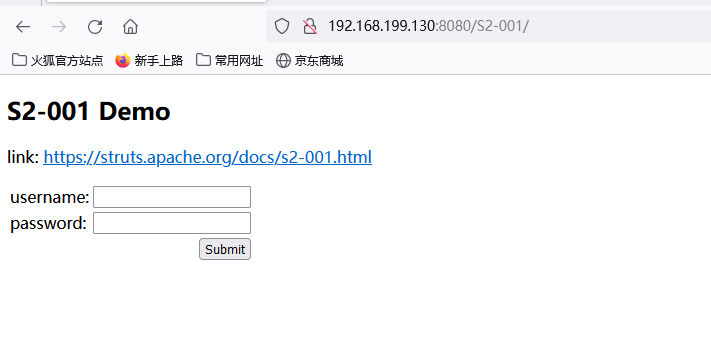 192.168.199.130:8080/S2-001/
火狐官方站点 新手上路 常用网址 京东商城
S2-001 Demo
link: https://struts.apache.org/docs/s2-001.html
username:
password:
Submit